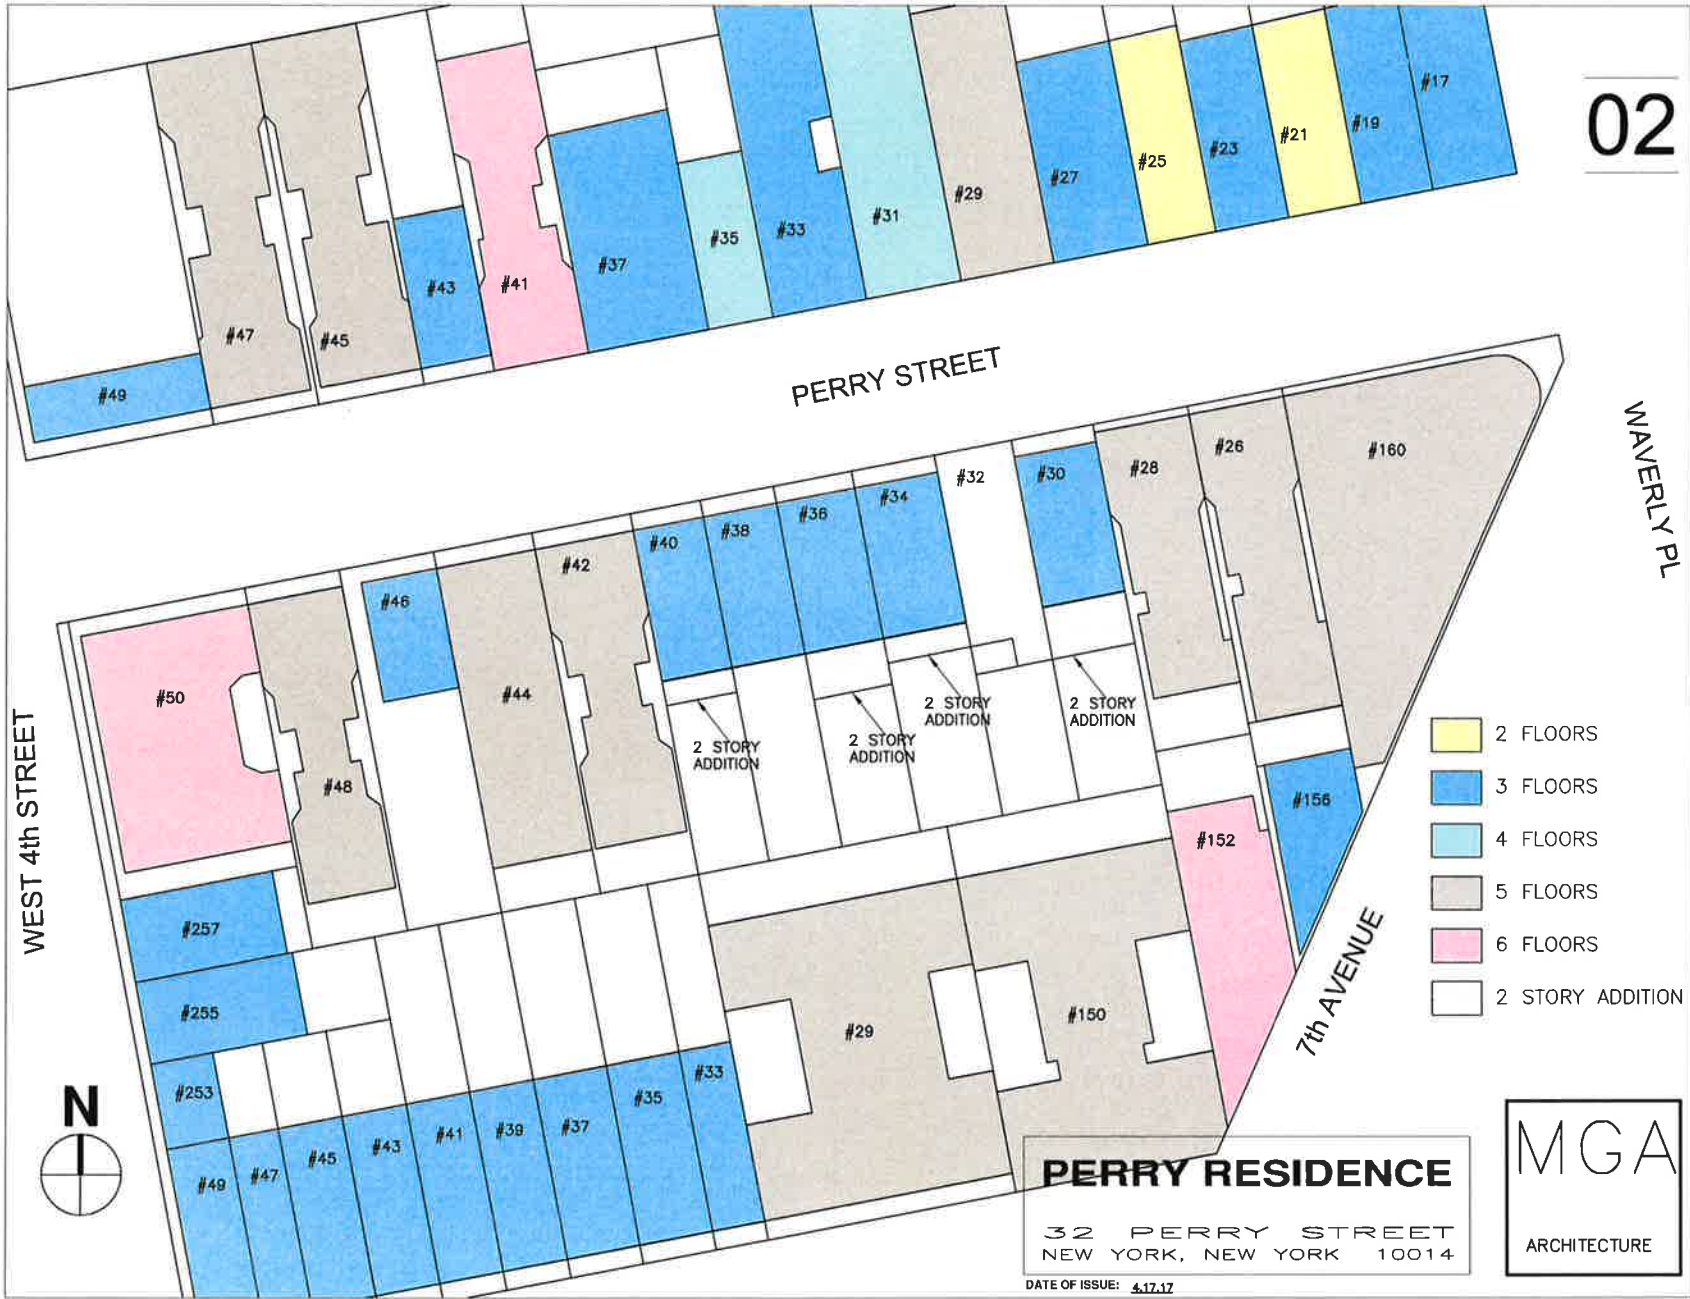 02
#17
#19
#21
#23
#25
#27
#29
#31
#33
#35
#37
#41
#43
#45
#47
#49
PERRY STREET
WAVERLY PL
#160
#26
#28
#30
#32
#34
#36
#38
#40
#42
#44
#46
#48
#50
2 STORY
ADDITION
2 STORY
ADDITION
2 STORY
ADDITION
2 STORY
ADDITION
WEST 4th STREET
#257
#255
#253
#49
#47
#45
#43
#41
#39
#37
#35
#33
#29
#150
#152
#156
7th AVENUE
2 FLOORS
3 FLOORS
4 FLOORS
5 FLOORS
6 FLOORS
2 STORY ADDITION
N
PERRY RESIDENCE
32 PERRY STREET
NEW YORK, NEW YORK 10014
DATE OF ISSUE: 4.17.17
MGA
ARCHITECTURE